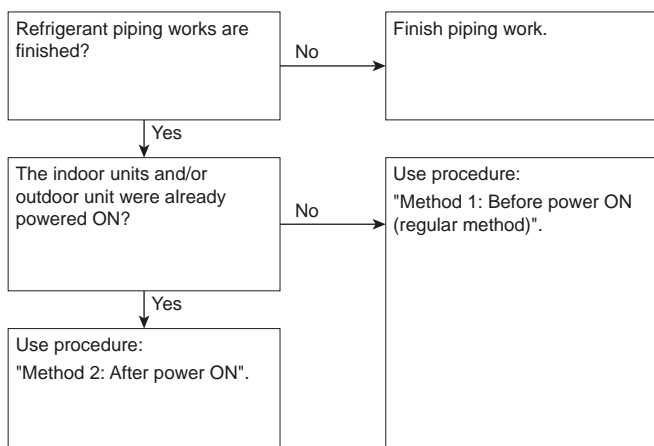 Refrigerant piping works are
finished?
No
Finish piping work.
Yes
The indoor units and/or
outdoor unit were already
powered ON?
No
Use procedure:
"Method 1: Before power ON
(regular method)".
Yes
Use procedure:
"Method 2: After power ON".